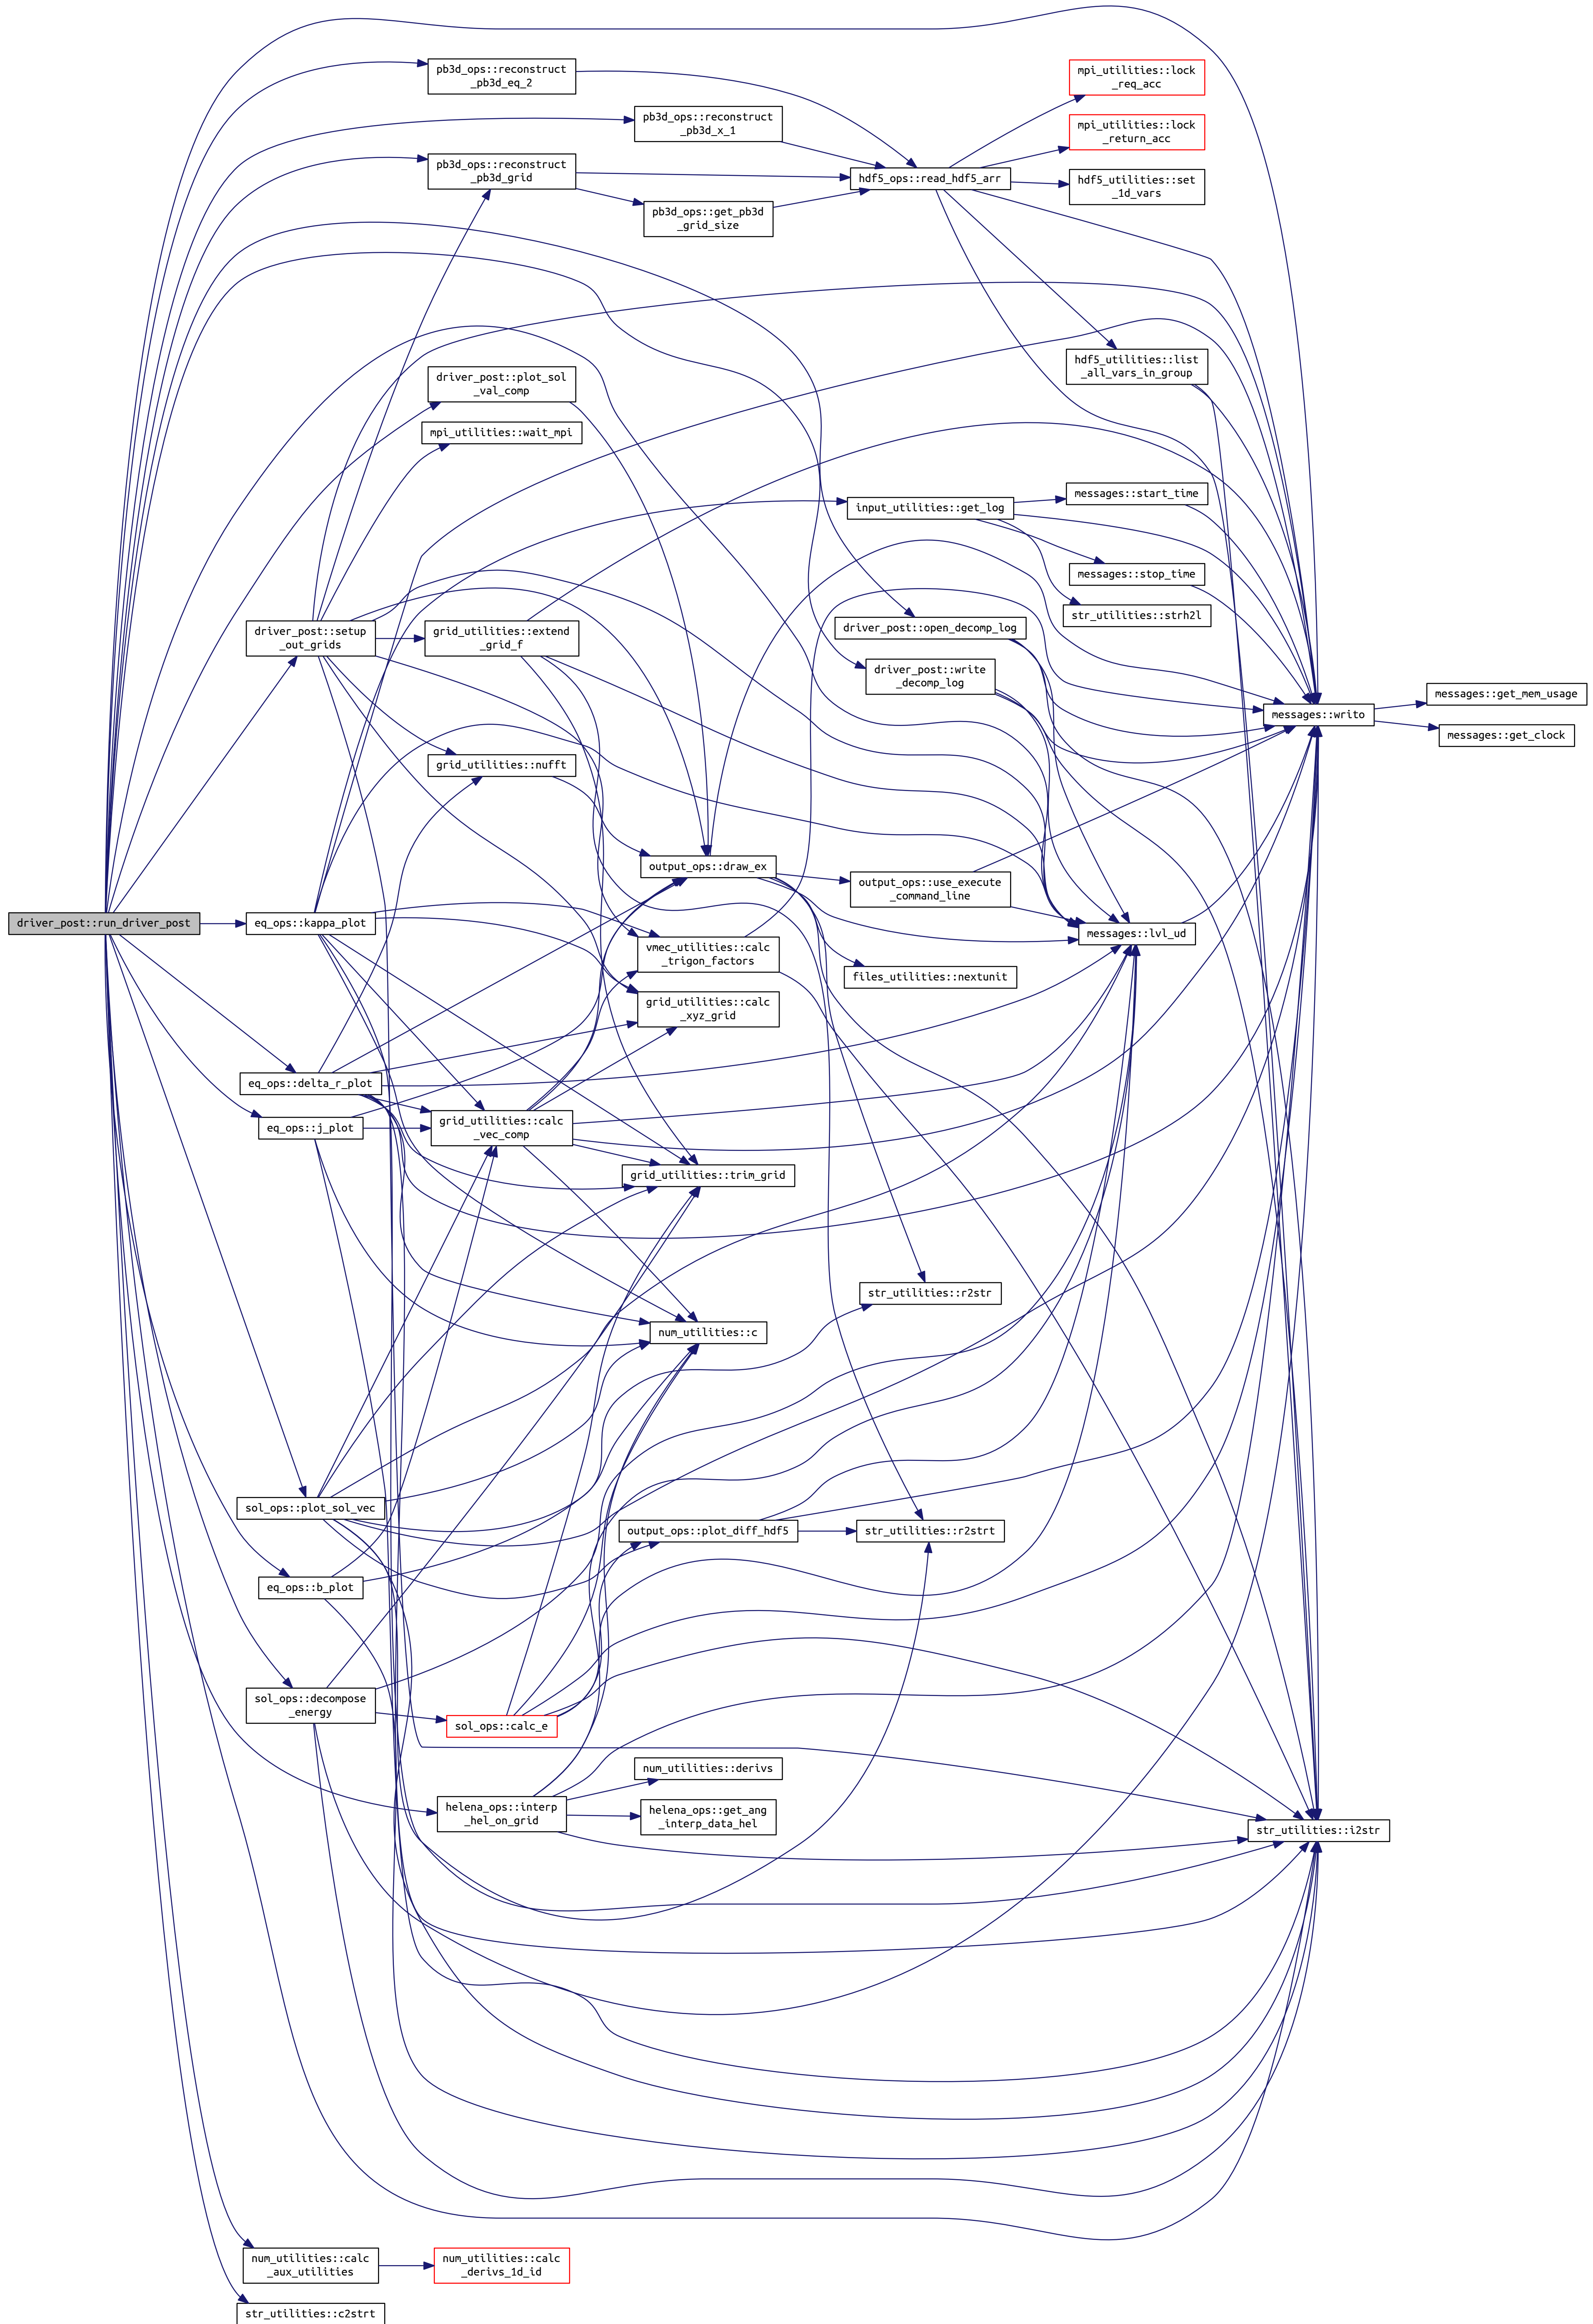 pb3d_ops::reconstruct
_pb3d_eq_2
mpi_utilities::lock
_req_acc
pb3d_ops::reconstruct
_pb3d_x_1
mpi_utilities::lock
_return_acc
pb3d_ops::reconstruct
_pb3d_grid
hdf5_ops::read_hdf5_arr
hdf5_utilities::set
_1d_vars
pb3d_ops::get_pb3d
_grid_size
hdf5_utilities::list
_all_vars_in_group
driver_post::plot_sol
_val_comp
mpi_utilities::wait_mpi
messages::start_time
input_utilities::get_log
messages::stop_time
str_utilities::strh2l
driver_post::setup
_out_grids
grid_utilities::extend
_grid_f
driver_post::open_decomp_log
driver_post::write
_decomp_log
messages::get_mem_usage
messages::writo
messages::get_clock
grid_utilities::nufft
output_ops::draw_ex
output_ops::use_execute
_command_line
driver_post::run_driver_post
eq_ops::kappa_plot
messages::lvl_ud
vmec_utilities::calc
_trigon_factors
files_utilities::nextunit
grid_utilities::calc
_xyz_grid
eq_ops::delta_r_plot
eq_ops::j_plot
grid_utilities::calc
_vec_comp
grid_utilities::trim_grid
str_utilities::r2str
num_utilities::c
sol_ops::plot_sol_vec
output_ops::plot_diff_hdf5
str_utilities::r2strt
eq_ops::b_plot
sol_ops::decompose
_energy
sol_ops::calc_e
num_utilities::derivs
helena_ops::interp
_hel_on_grid
helena_ops::get_ang
_interp_data_hel
str_utilities::i2str
num_utilities::calc
_aux_utilities
num_utilities::calc
_derivs_1d_id
str_utilities::c2strt